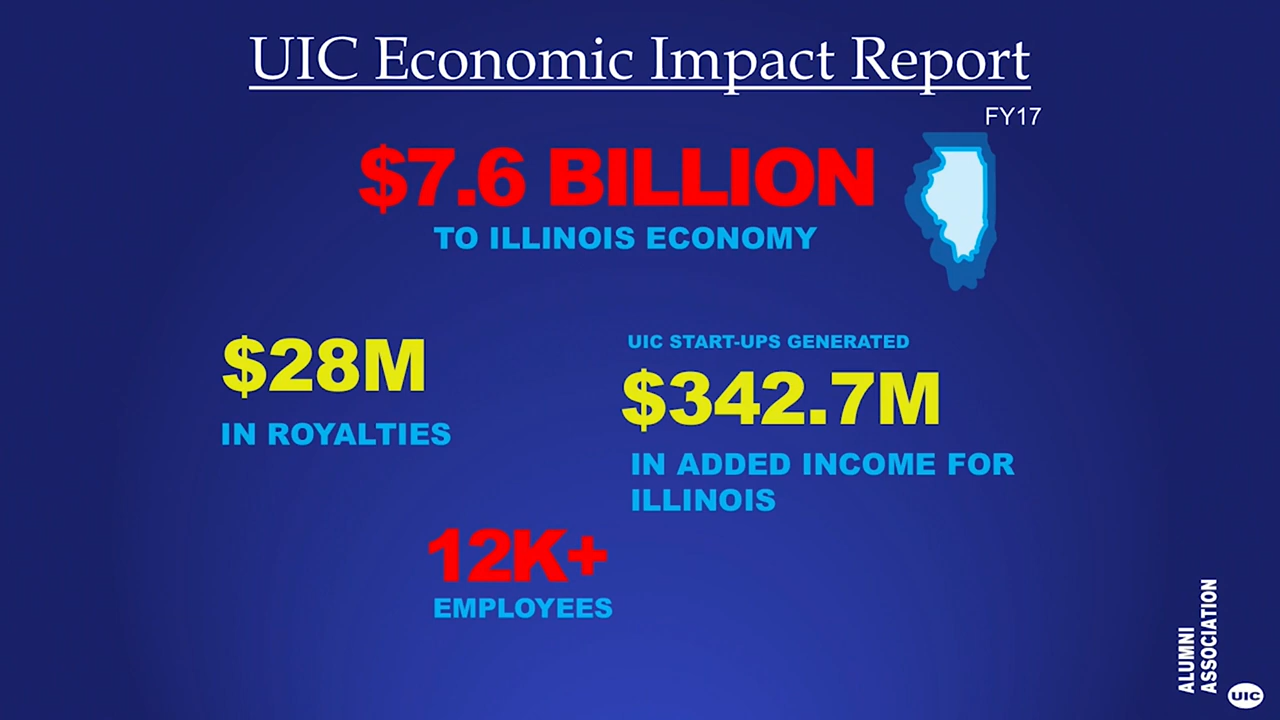 UIC Economic Impact Report
FY17
$7.6 BILLION
TO ILLINOIS ECONOMY
$28M
IN ROYALTIES
UIC START-UPS GENERATED
$342.7M
IN ADDED INCOME FOR
ILLINOIS
12K+
EMPLOYEES
ALUMNI
ASSOCIATION
UIC